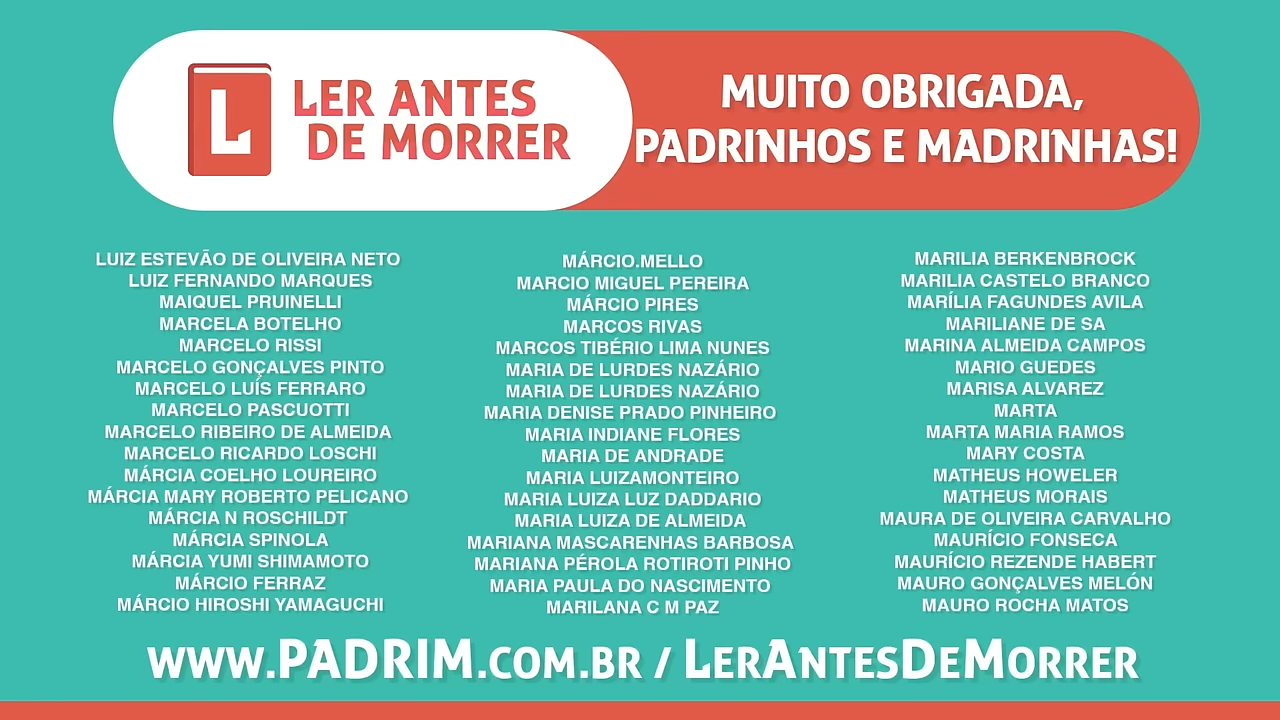 L
LER ANTES
DE MORRER
MUITO OBRIGADA,
PADRINHOS E MADRINHAS!
LUIZ ESTEVÃO DE OLIVEIRA NETO
LUIZ FERNANDO MARQUES
MAIQUEL PRUINELLI
MARCELA BOTELHO
MARCELO RISSI
MARCELO GONÇALVES PINTO
MARCELO LUÍS FERRARO
MARCELO PASCUOTTI
MARCELO RIBEIRO DE ALMEIDA
MARCELO RICARDO LOSCHI
MÁRCIA COELHO LOUREIRO
MÁRCIA MARY ROBERTO PELICANO
MÁRCIA N ROSCHILDT
MÁRCIA SPINOLA
MÁRCIA YUMI SHIMAMOTO
MÁRCIO FERRAZ
MÁRCIO HIROSHI YAMAGUCHI
MÁRCIO.MELLO
MARCIO MIGUEL PEREIRA
MÁRCIO PIRES
MARCOS RIVAS
MARCOS TIBÉRIO LIMA NUNES
MARIA DE LURDES NAZÁRIO
MARIA DE LURDES NAZÁRIO
MARIA DENISE PRADO PINHEIRO
MARIA INDIANE FLORES
MARIA DE ANDRADE
MARIA LUIZAMONTEIRO
MARIA LUIZA LUZ DADDARIO
MARIA LUIZA DE ALMEIDA
MARIANA MASCARENHAS BARBOSA
MARIANA PÉROLA ROTIROTI PINHO
MARIA PAULA DO NASCIMENTO
MARILANA C M PAZ
MARILIA BERKENBROCK
MARILIA CASTELO BRANCO
MARÍLIA FAGUNDES AVILA
MARILIANE DE SA
MARINA ALMEIDA CAMPOS
MARIO GUEDES
MARISA ALVAREZ
MARTA
MARTA MARIA RAMOS
MARY COSTA
MATHEUS HOWELER
MATHEUS MORAIS
MAURA DE OLIVEIRA CARVALHO
MAURÍCIO FONSECA
MAURÍCIO REZENDE HABERT
MAURO GONÇALVES MELÓN
MAURO ROCHA MATOS
WWW.PADRIM.COM.BR / LERANTESDEMORRER